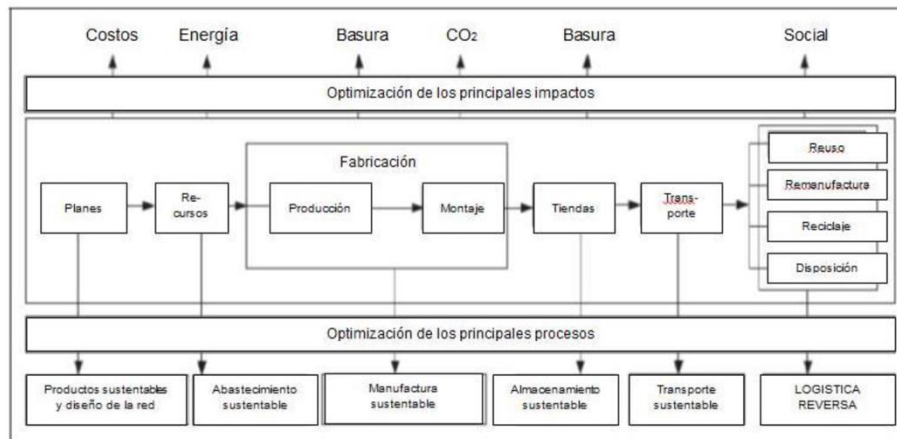 Costos Energía Basura CO₂ Basura Social
Optimización de los principales impactos
Fabricación
Planes
Re-
cursos
Producción
Montaje
Tiendas
Trans-
porte
Reuso
Remanufactura
Reciclaje
Disposición
Optimización de los principales procesos
Productos sustentables
y diseño de la red
Abastecimiento
sustentable
Manufactura
sustentable
Almacenamiento
sustentable
Transporte
sustentable
LOGISTICA
REVERSA